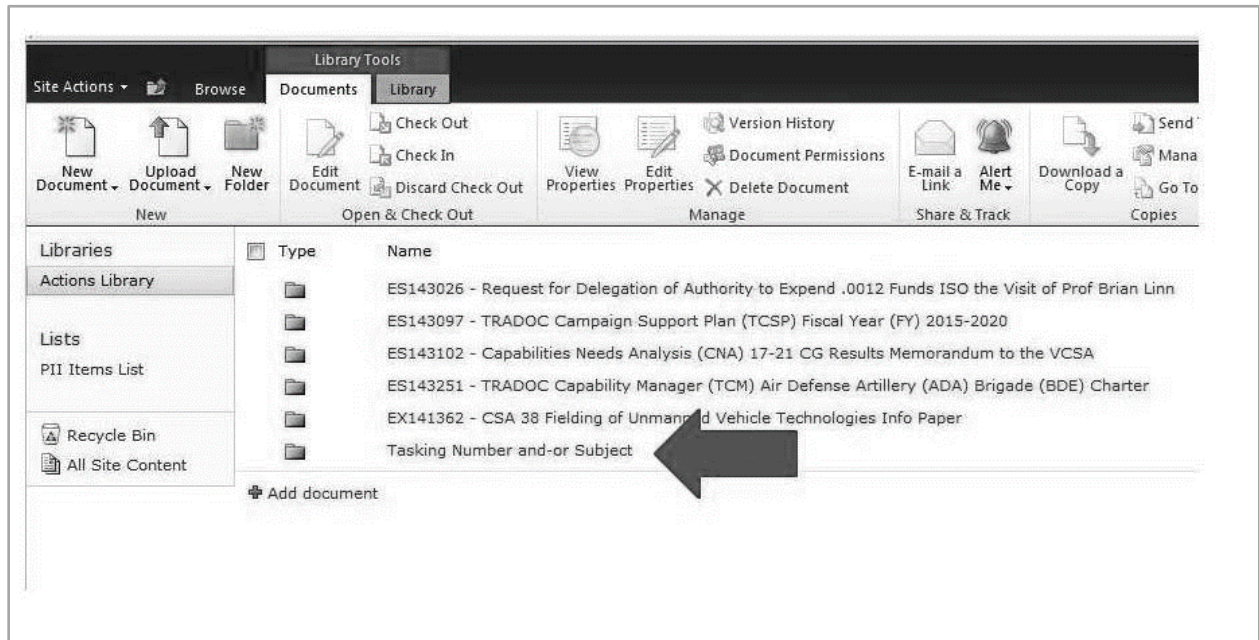 Library Tools
Site Actions Browse Documents Library
New Document
Upload Document
New Folder
New
Edit Document
Check Out
Check In
Discard Check Out
Open & Check Out
View Properties
Edit Properties
Version History
Document Permissions
Delete Document
Manage
E-mail a Link
Alert Me
Share & Track
Download a Copy
Send
Mana
Go To
Copies
Libraries
Actions Library
Lists
PII Items List
Recycle Bin
All Site Content
Type Name
ES143026 - Request for Delegation of Authority to Expend .0012 Funds ISO the Visit of Prof Brian Linn
ES143097 - TRADOC Campaign Support Plan (TCSP) Fiscal Year (FY) 2015-2020
ES143102 - Capabilities Needs Analysis (CNA) 17-21 CG Results Memorandum to the VCSA
ES143251 - TRADOC Capability Manager (TCM) Air Defense Artillery (ADA) Brigade (BDE) Charter
EX141362 - CSA 38 Fielding of Unmanned Vehicle Technologies Info Paper
Tasking Number and-or Subject
Add document